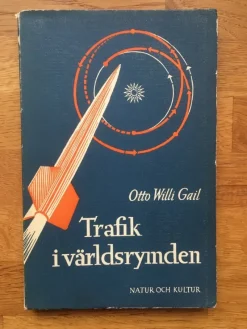 Otto Willi Gail
Trafik
i världsrymden
NATUR OCH KULTUR